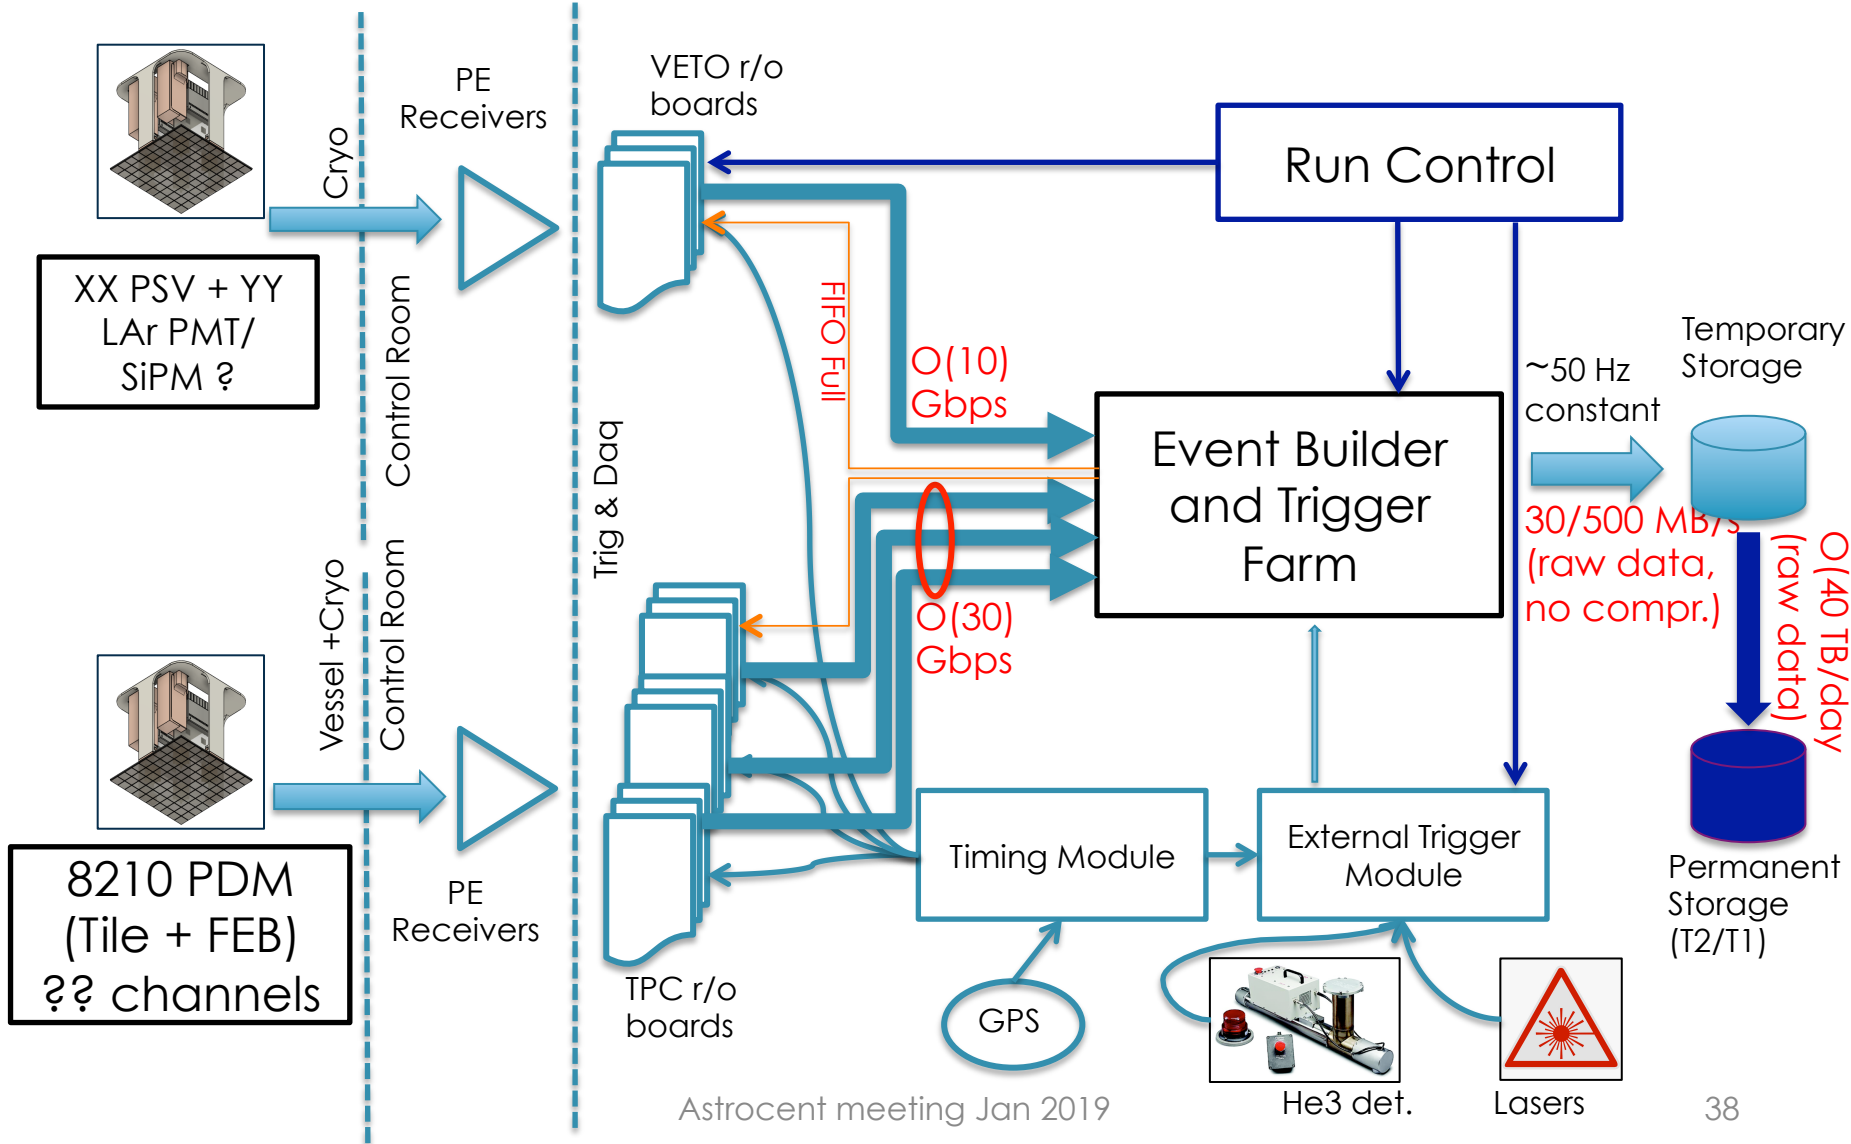 PE
Receivers
VETO r/o
boards
Run Control
Cryo
Control Room
XX PSV + YY
LAr PMT/
SiPM ?
FIFO Full
O(10)
Gbps
~50 Hz
constant
Temporary
Storage
Trig & Daq
Event Builder
and Trigger
Farm
30/500 MB/s
(raw data,
no compr.)
O(40 TB/day
(raw data)
Vessel +Cryo
Control Room
O(30)
Gbps
8210 PDM
(Tile + FEB)
?? channels
PE
Receivers
Timing Module
External Trigger
Module
Permanent
Storage
(T2/T1)
TPC r/o
boards
GPS
He3 det.
Lasers
Astrocent meeting Jan 2019
38